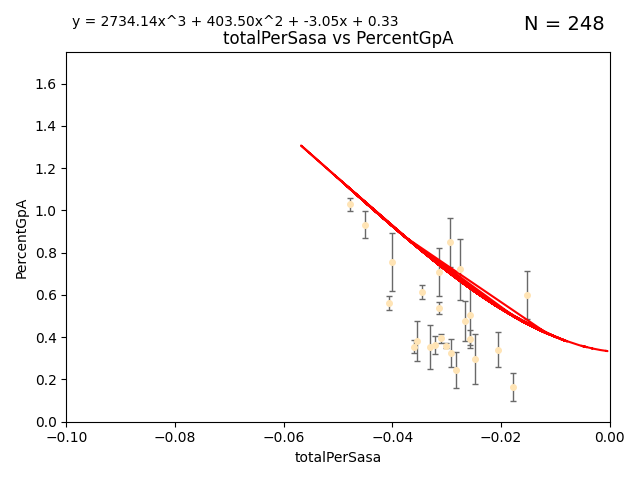 y = 2734.14x^3 + 403.50x^2 + -3.05x + 0.33
N = 248
totalPerSasa vs PercentGpA
1.6
1.4
1.2
1.0
0.8
0.6
0.4
0.2
0.0
PercentGpA
−0.10 −0.08 −0.06 −0.04 −0.02 0.00
totalPerSasa